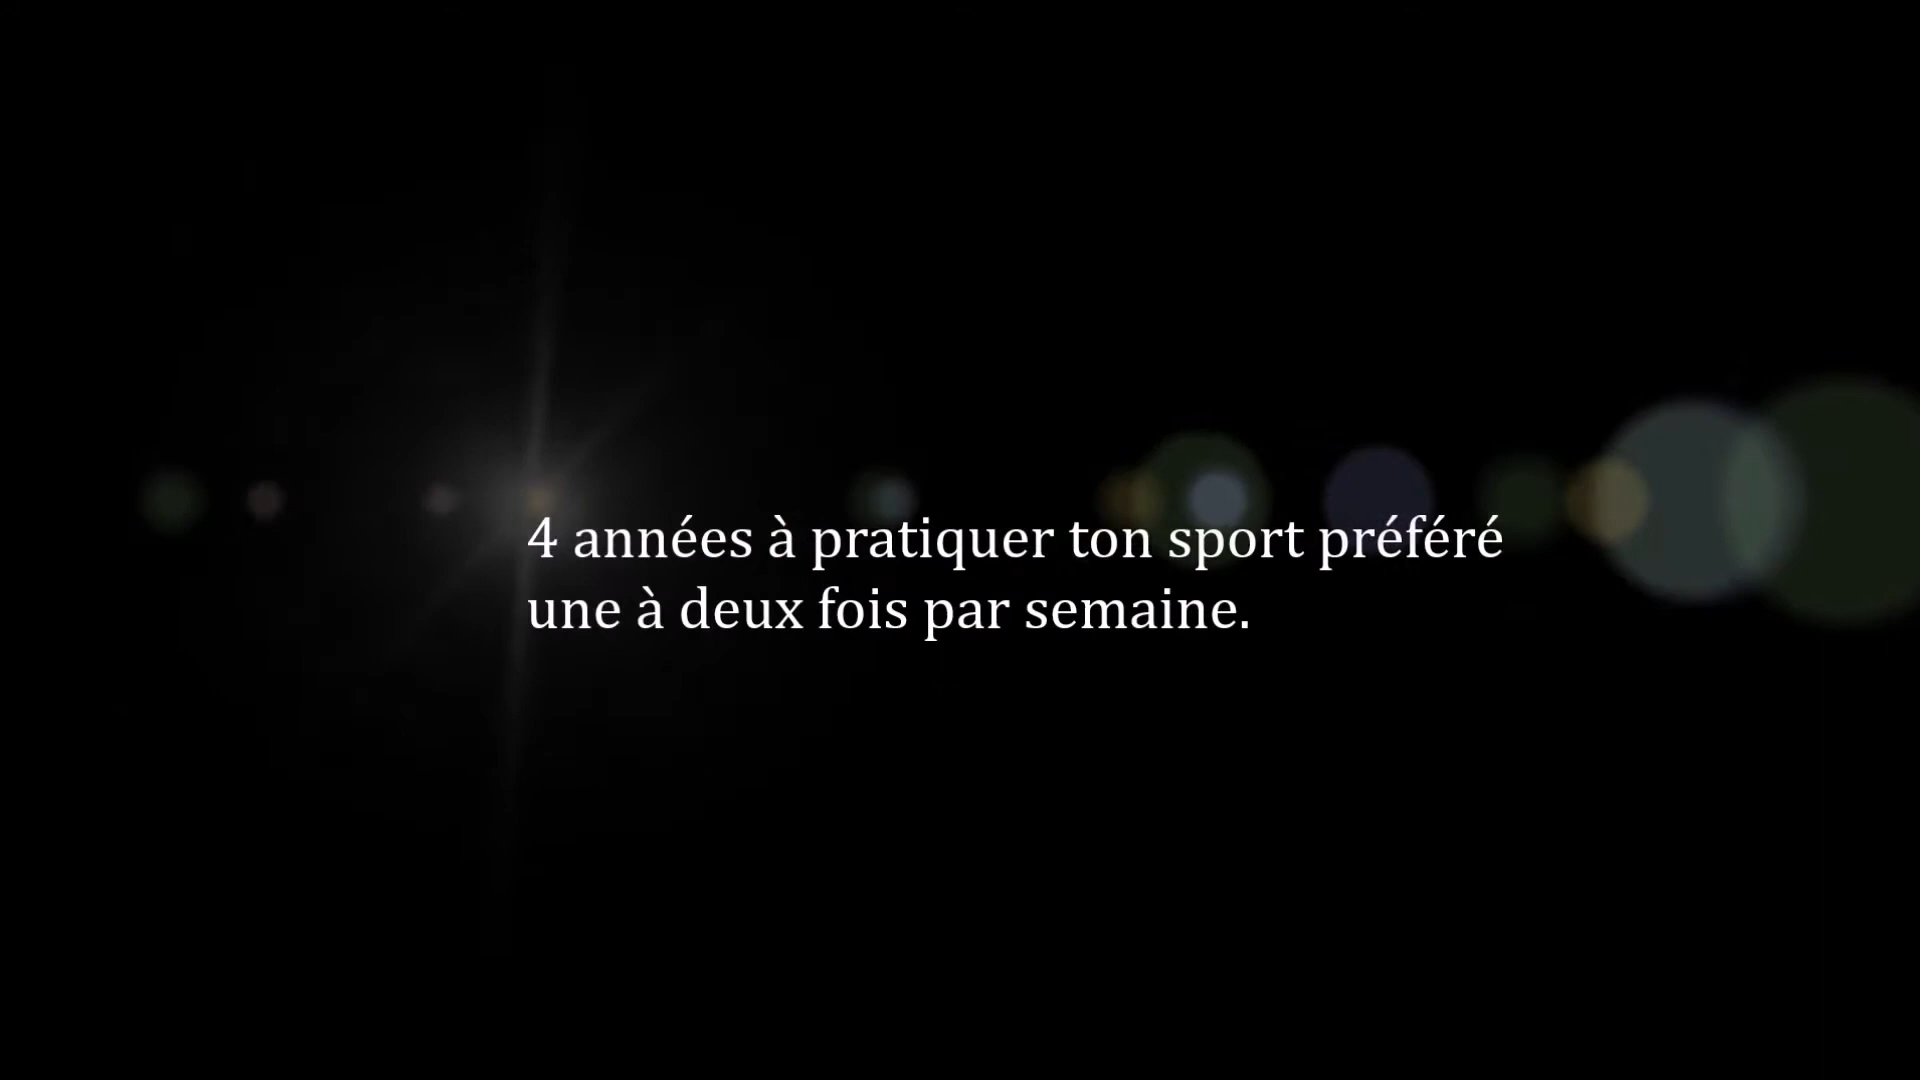 4 années à pratiquer ton sport préféré
une à deux fois par semaine.